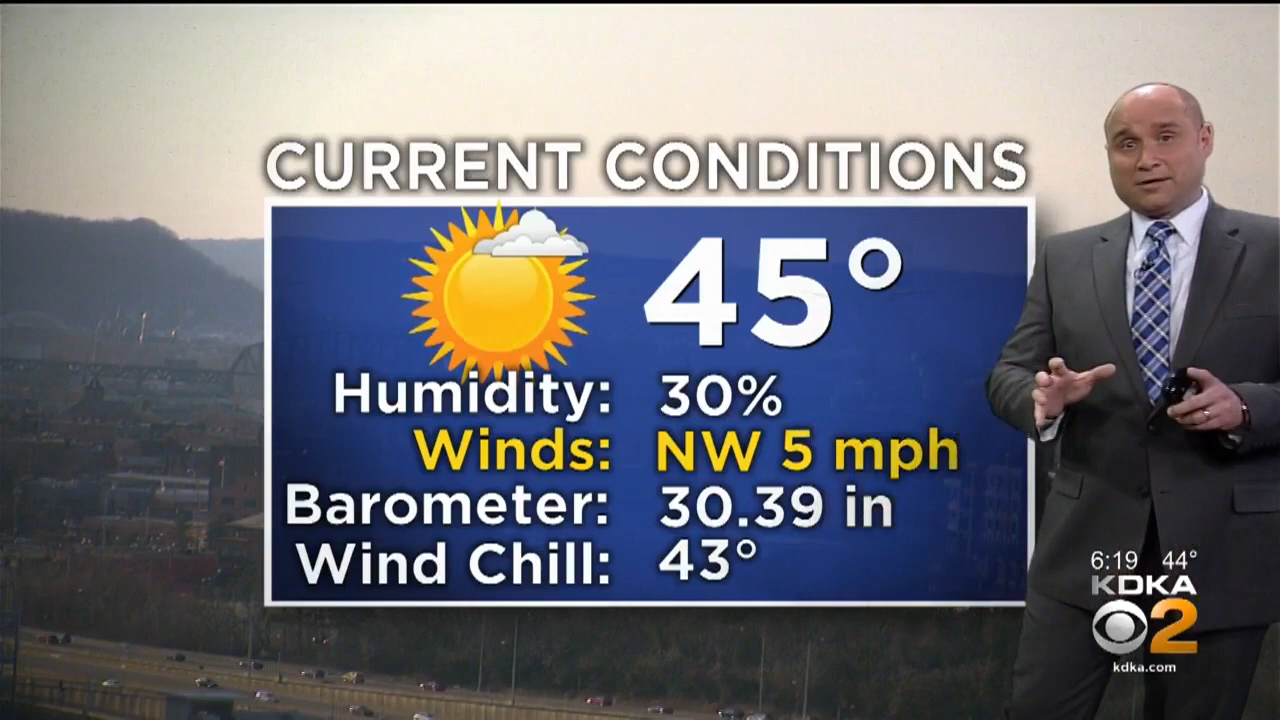 CURRENT CONDITIONS
45°
Humidity: 30%
Winds: NW 5 mph
Barometer: 30.39 in
Wind Chill: 43°
6:19 44°
KDKA
2
kdka.com